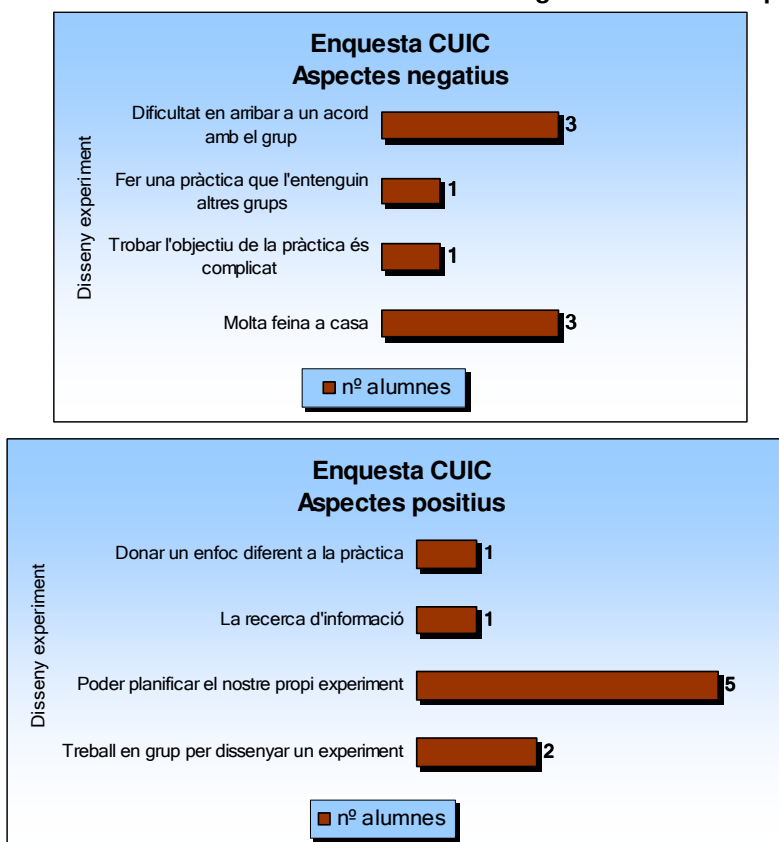 Enquesta CUIC
Aspectes negatius
Disseny experiment
Dificultat en arribar a un acord
amb el grup
3
Fer una pràctica que l'entenguin
altres grups
1
Trobar l'objectiu de la pràctica és
complicat
1
Molta feina a casa
3
nº alumnes
Enquesta CUIC
Aspectes positius
Disseny experiment
Donar un enfoc diferent a la pràctica
1
La recerca d'informació
1
Poder planificar el nostre propi experiment
5
Treball en grup per dissenyar un experiment
2
nº alumnes